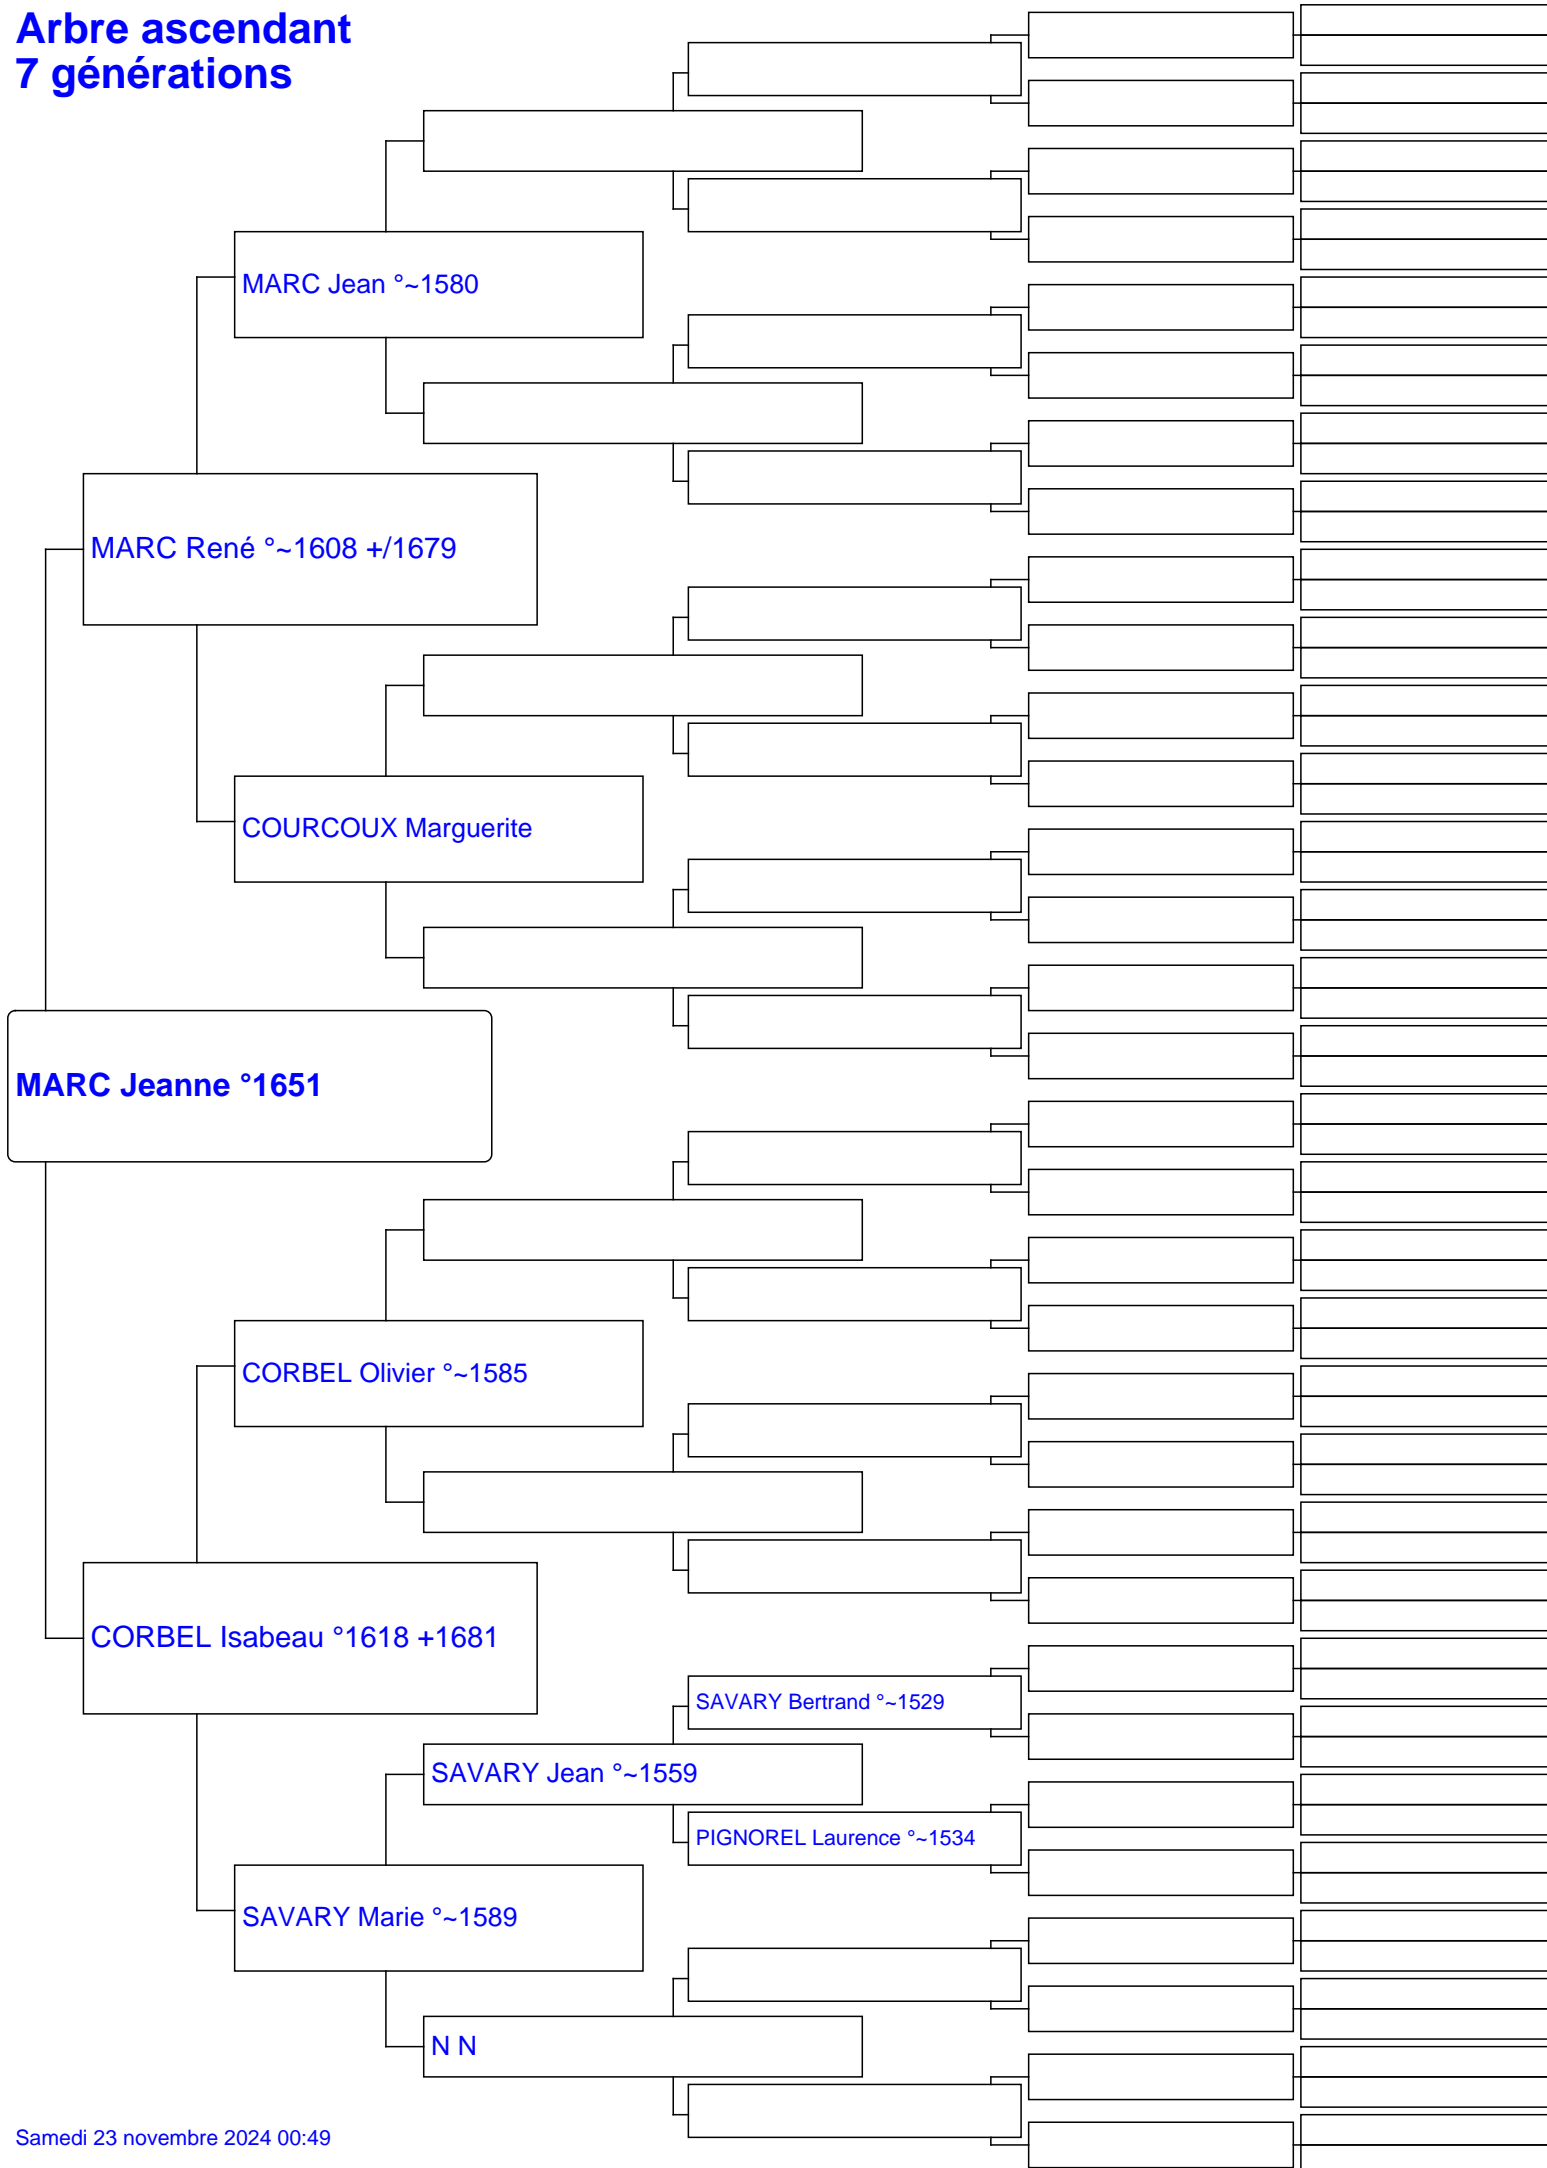 Arbre ascendant
7 générations
MARC Jean °~1580
MARC René °~1608 +/1679
COURCOUX Marguerite
MARC Jeanne °1651
CORBEL Olivier °~1585
CORBEL Isabeau °1618 +1681
SAVARY Bertrand °~1529
SAVARY Jean °~1559
PIGNOREL Laurence °~1534
SAVARY Marie °~1589
N N
Samedi 23 novembre 2024 00:49